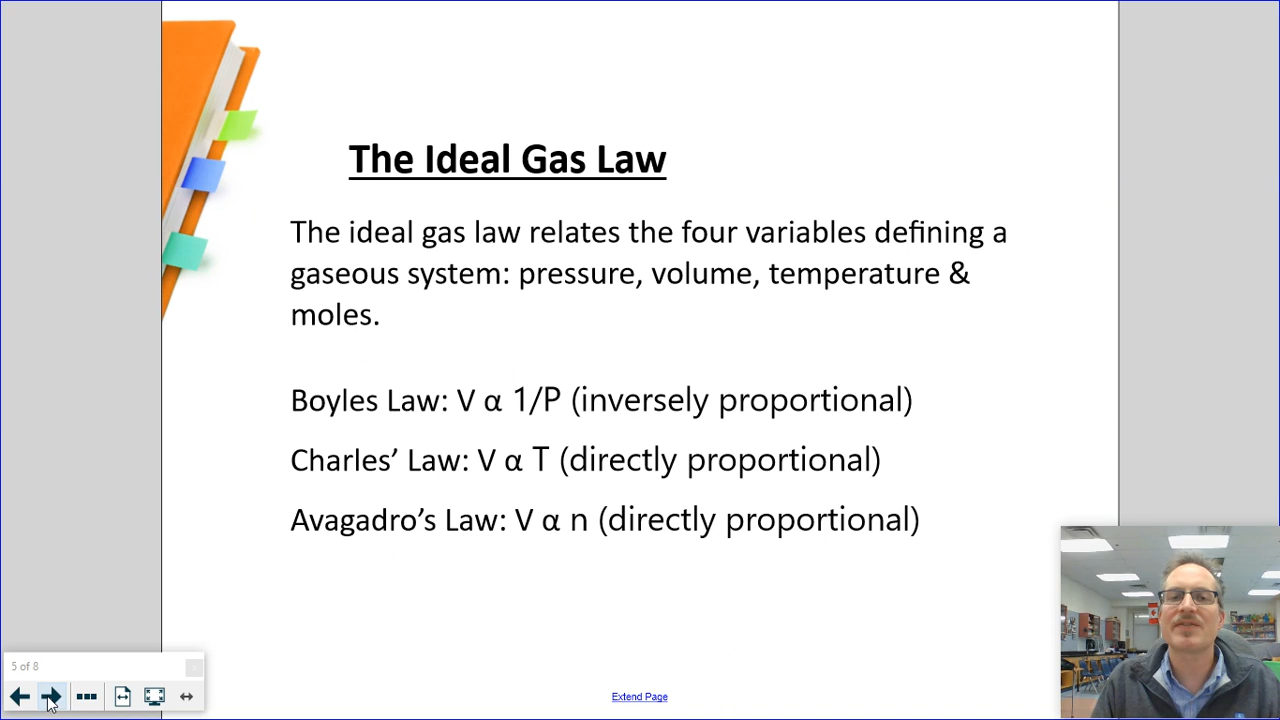 The Ideal Gas Law
The ideal gas law relates the four variables defining a
gaseous system: pressure, volume, temperature &
moles.
Boyles Law: V α 1/P (inversely proportional)
Charles’ Law: V α T (directly proportional)
Avagadro’s Law: V α n (directly proportional)
5 of 8
Extend Page